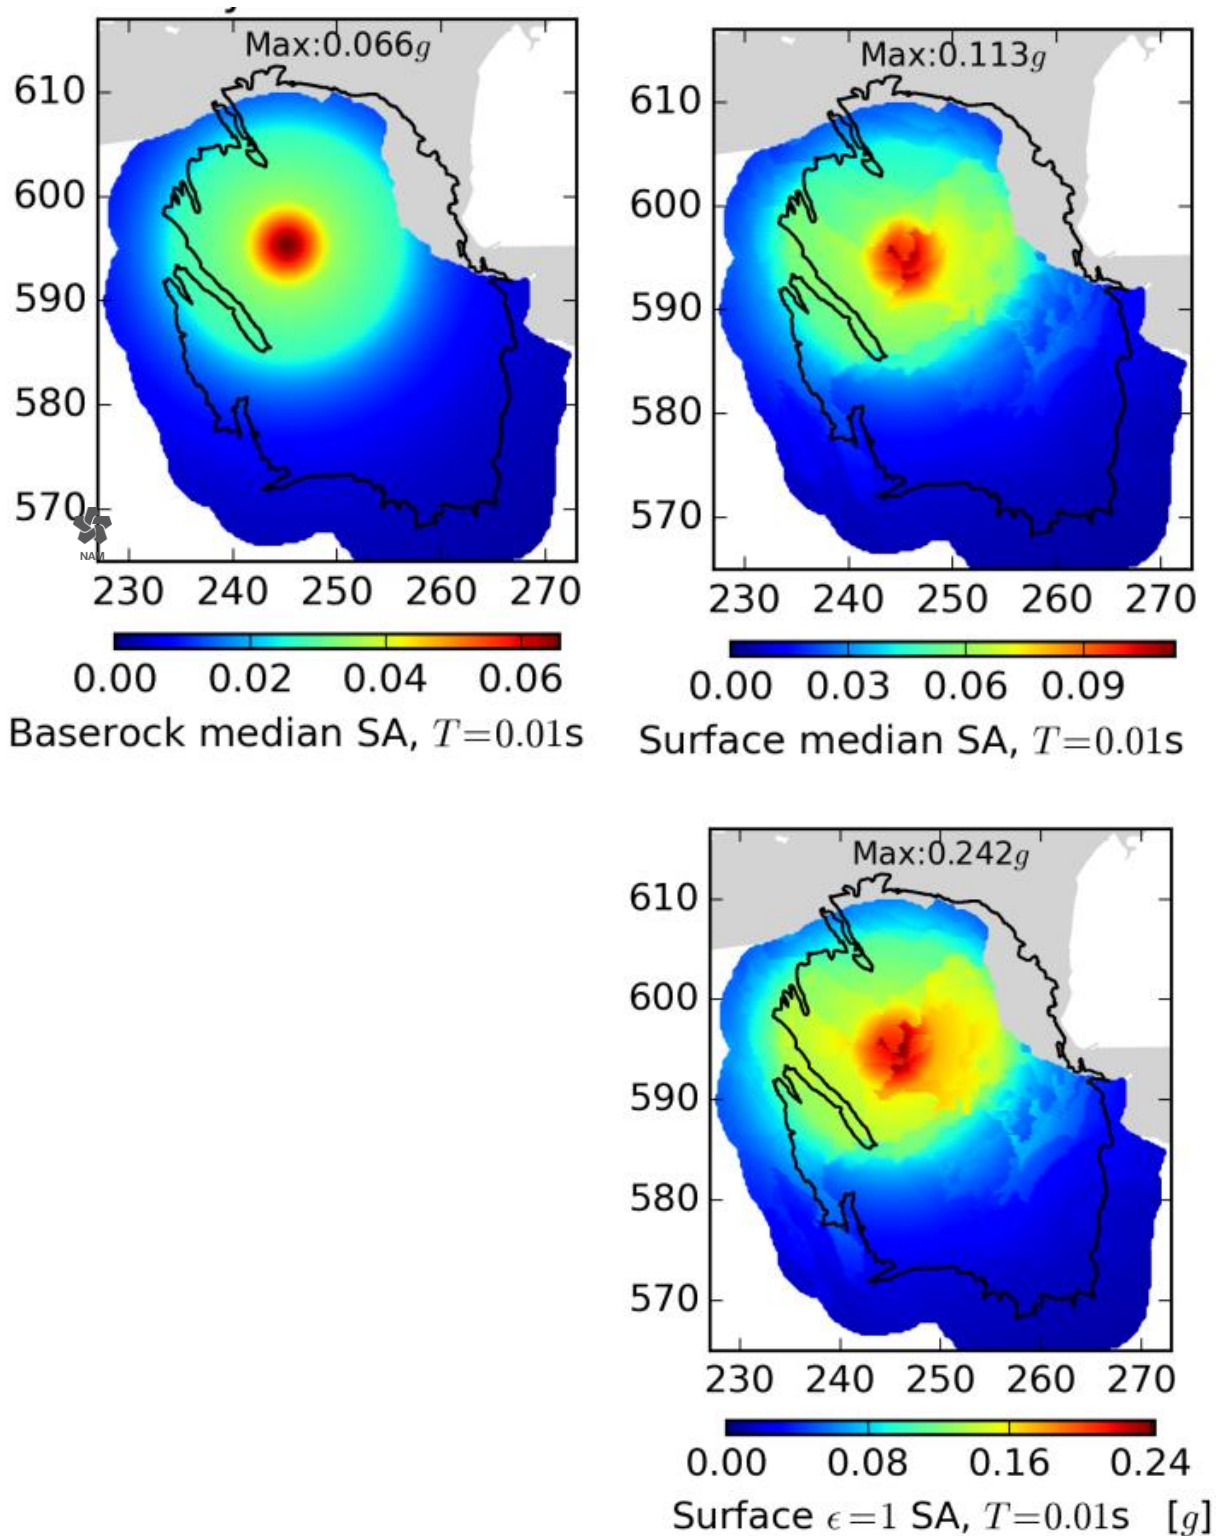 Max:0.066g
610
600
590
580
570
NAM
230 240 250 260 270
0.00 0.02 0.04 0.06
Baserock median SA, T=0.01s
Max:0.113g
610
600
590
580
570
230 240 250 260 270
0.00 0.03 0.06 0.09
Surface median SA, T=0.01s
Max:0.242g
610
600
590
580
570
230 240 250 260 270
0.00 0.08 0.16 0.24
Surface ϵ=1 SA, T=0.01s [g]